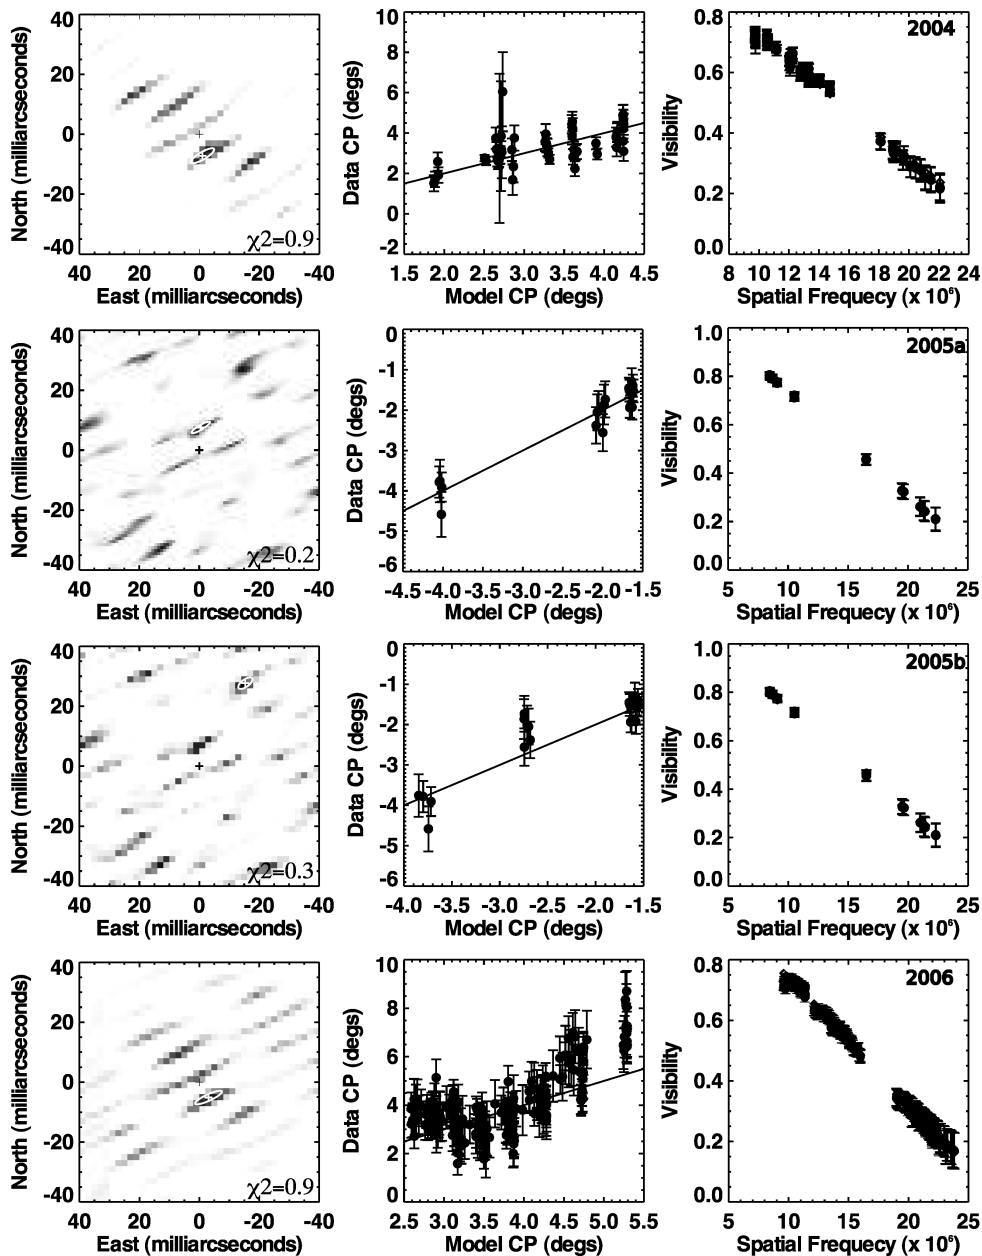 40
20
0
-20
-40
North (milliarcseconds)
χ2=0.9
40 20 0 -20 -40
East (milliarcseconds)
10
8
6
4
2
0
-2
Data CP (degs)
1.5 2.0 2.5 3.0 3.5 4.0 4.5
Model CP (degs)
0.8
0.6
0.4
0.2
0.0
Visibility
2004
8 10 12 14 16 18 20 22 24
Spatial Frequecy (x 10⁶)
40
20
0
-20
-40
North (milliarcseconds)
χ2=0.2
40 20 0 -20 -40
East (milliarcseconds)
0
-1
-2
-3
-4
-5
-6
Data CP (degs)
-4.5 -4.0 -3.5 -3.0 -2.5 -2.0 -1.5
Model CP (degs)
1.0
0.8
0.6
0.4
0.2
0.0
Visibility
2005a
5 10 15 20 25
Spatial Frequecy (x 10⁶)
40
20
0
-20
-40
North (milliarcseconds)
χ2=0.3
40 20 0 -20 -40
East (milliarcseconds)
0
-1
-2
-3
-4
-5
-6
Data CP (degs)
-4.0 -3.5 -3.0 -2.5 -2.0 -1.5
Model CP (degs)
1.0
0.8
0.6
0.4
0.2
0.0
Visibility
2005b
5 10 15 20 25
Spatial Frequecy (x 10⁶)
40
20
0
-20
-40
North (milliarcseconds)
χ2=0.9
40 20 0 -20 -40
East (milliarcseconds)
10
8
6
4
2
0
Data CP (degs)
2.5 3.0 3.5 4.0 4.5 5.0 5.5
Model CP (degs)
0.8
0.6
0.4
0.2
0.0
Visibility
2006
5 10 15 20 25
Spatial Frequecy (x 10⁶)